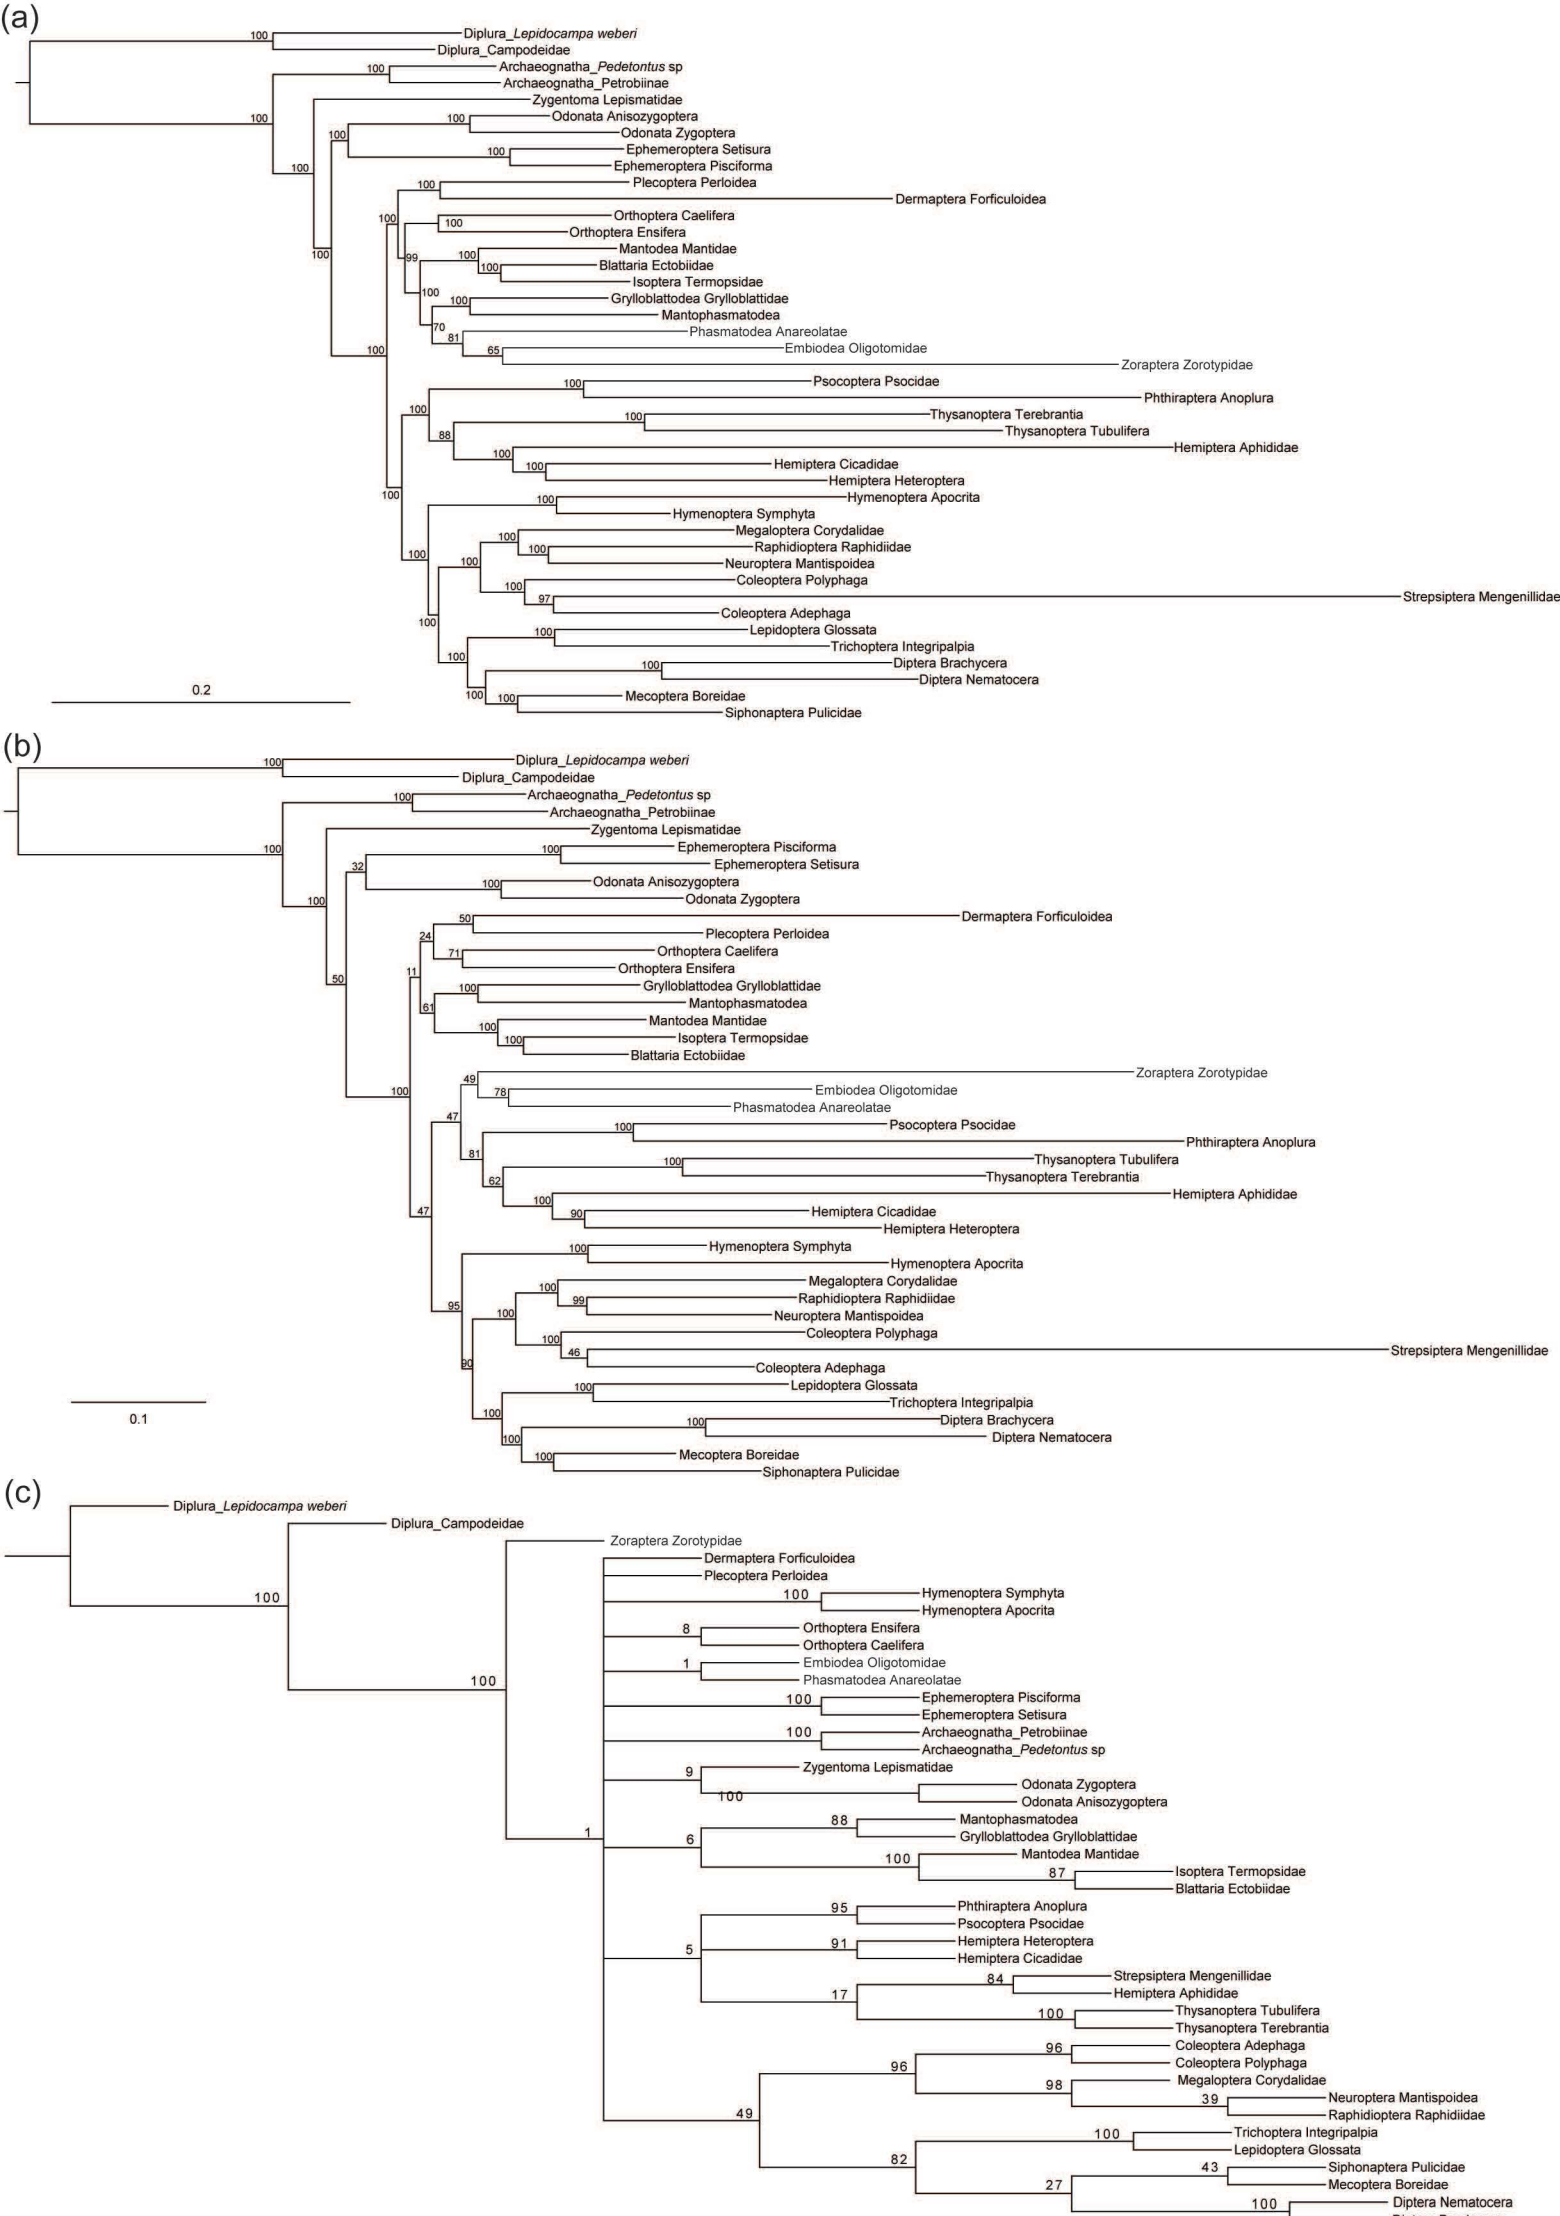 (a)
100 Diplura_Lepidocampa weberi
Diplura_Campodeidae
100 Archaeognatha_Pedetontus sp
Archaeognatha_Petrobiinae
Zygentoma Lepismatidae
100 100 Odonata Anisozygoptera
100 Odonata Zygoptera
100 Ephemeroptera Setisura
100 Ephemeroptera Pisciforma
100 Plecoptera Perloidea
Dermaptera Forficuloidea
100 Orthoptera Caelifera
100 Orthoptera Ensifera
100 99 100 Mantodea Mantidae
100 Blattaria Ectobiidae
Isoptera Termopsidae
100 100 Grylloblattodea Grylloblattidae
Mantophasmatodea
70 81 Phasmatodea Anareolatae
100 65 Embiodea Oligotomidae
Zoraptera Zorotypidae
100 Psocoptera Psocidae
Phthiraptera Anoplura
100 100 Thysanoptera Terebrantia
Thysanoptera Tubulifera
88 Hemiptera Aphididae
100 100 Hemiptera Cicadidae
Hemiptera Heteroptera
100 100 Hymenoptera Apocrita
Hymenoptera Symphyta
100 Megaloptera Corydalidae
100 100 Raphidioptera Raphidiidae
100 Neuroptera Mantispoidea
100 Coleoptera Polyphaga
97 Strepsiptera Mengenillidae
Coleoptera Adephaga
100 100 Lepidoptera Glossata
Trichoptera Integripalpia
100 100 Diptera Brachycera
Diptera Nematocera
0.2 100 100 Mecoptera Boreidae
Siphonaptera Pulicidae
(b)
100 Diplura_Lepidocampa weberi
Diplura_Campodeidae
100 Archaeognatha_Pedetontus sp
Archaeognatha_Petrobiinae
Zygentoma Lepismatidae
100 100 Ephemeroptera Pisciforma
32 Ephemeroptera Setisura
100 Odonata Anisozygoptera
100 Odonata Zygoptera
50 Dermaptera Forficuloidea
24 Plecoptera Perloidea
71 Orthoptera Caelifera
11 Orthoptera Ensifera
50 100 Grylloblattodea Grylloblattidae
61 Mantophasmatodea
100 Mantodea Mantidae
100 Isoptera Termopsidae
Blattaria Ectobiidae
49 Zoraptera Zorotypidae
100 78 Embiodea Oligotomidae
Phasmatodea Anareolatae
47 100 Psocoptera Psocidae
Phthiraptera Anoplura
81 100 Thysanoptera Tubulifera
62 Thysanoptera Terebrantia
100 Hemiptera Aphididae
47 90 Hemiptera Cicadidae
Hemiptera Heteroptera
100 Hymenoptera Symphyta
Hymenoptera Apocrita
100 Megaloptera Corydalidae
95 100 99 Raphidioptera Raphidiidae
Neuroptera Mantispoidea
100 Coleoptera Polyphaga
46 Strepsiptera Mengenillidae
90 Coleoptera Adephaga
100 Lepidoptera Glossata
Trichoptera Integripalpia
0.1 100 100 Diptera Brachycera
100 Diptera Nematocera
100 Mecoptera Boreidae
Siphonaptera Pulicidae
(c)
Diplura_Lepidocampa weberi
Diplura_Campodeidae
Zoraptera Zorotypidae
Dermaptera Forficuloidea
Plecoptera Perloidea
100 100 Hymenoptera Symphyta
Hymenoptera Apocrita
8 Orthoptera Ensifera
Orthoptera Caelifera
1 Embiodea Oligotomidae
100 Phasmatodea Anareolatae
100 Ephemeroptera Pisciforma
Ephemeroptera Setisura
100 Archaeognatha_Petrobiinae
Archaeognatha_Pedetontus sp
9 Zygentoma Lepismatidae
100 Odonata Zygoptera
Odonata Anisozygoptera
88 Mantophasmatodea
1 6 Grylloblattodea Grylloblattidae
100 Mantodea Mantidae
87 Isoptera Termopsidae
Blattaria Ectobiidae
95 Phthiraptera Anoplura
Psocoptera Psocidae
5 91 Hemiptera Heteroptera
Hemiptera Cicadidae
84 Strepsiptera Mengenillidae
17 Hemiptera Aphididae
100 Thysanoptera Tubulifera
Thysanoptera Terebrantia
96 Coleoptera Adephaga
96 Coleoptera Polyphaga
98 Megaloptera Corydalidae
39 Neuroptera Mantispoidea
49 Raphidioptera Raphidiidae
100 Trichoptera Integripalpia
Lepidoptera Glossata
82 43 Siphonaptera Pulicidae
27 Mecoptera Boreidae
100 Diptera Nematocera